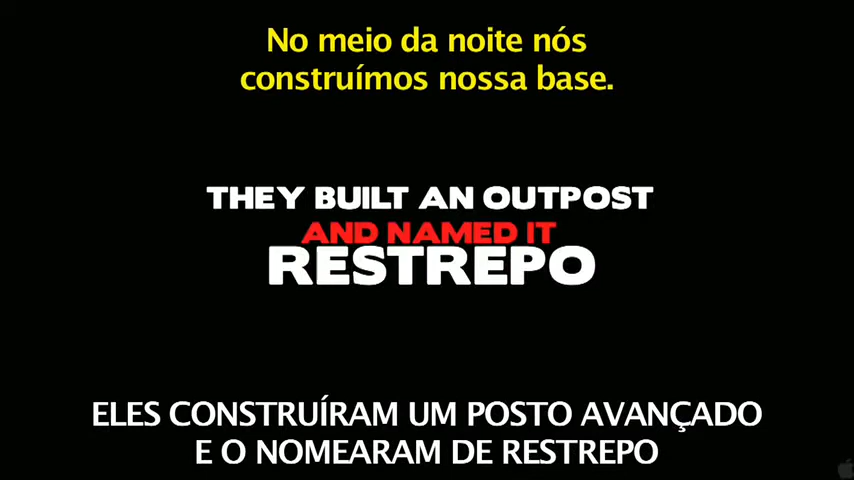 No meio da noite nós
construímos nossa base.
THEY BUILT AN OUTPOST
AND NAMED IT
RESTREPO
ELES CONSTRUÍRAM UM POSTO AVANÇADO
E O NOMEARAM DE RESTREPO